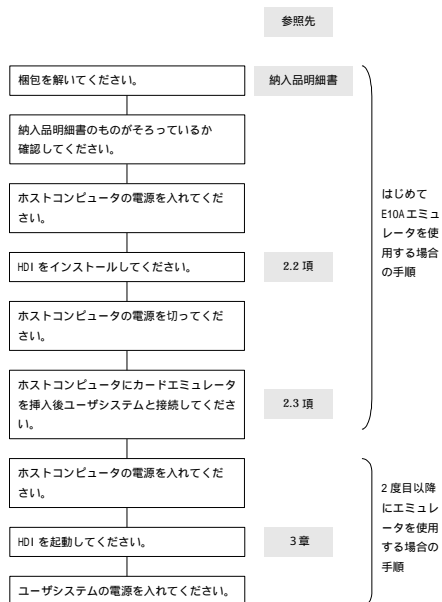 参照先
梱包を解いてください。
納入品明細書
納入品明細書のものがそろっているか
確認してください。
ホストコンピュータの電源を入れてくだ
さい。
HDI をインストールしてください。
2.2 項
ホストコンピュータの電源を切ってくだ
さい。
ホストコンピュータにカードエミュレータ
を挿入後ユーザシステムと接続してくださ
い。
2.3 項
はじめて
E10A エミュ
レータを使
用する場合
の手順
ホストコンピュータの電源を入れてくだ
さい。
HDI を起動してください。
3 章
ユーザシステムの電源を入れてください。
2 度目以降
にエミュレ
ータを使用
する場合の
手順